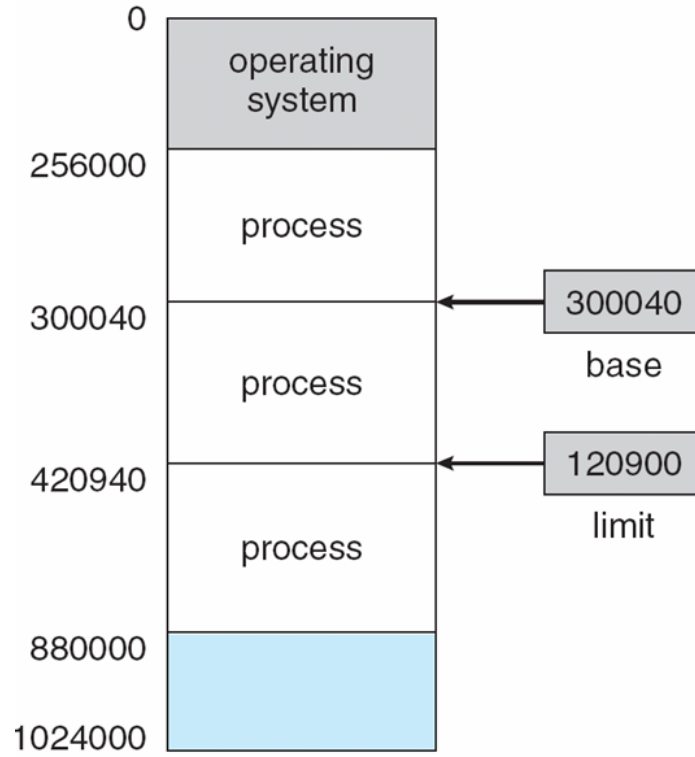 0
operating
system
256000
process
300040
300040
base
process
120900
420940
limit
process
880000
1024000